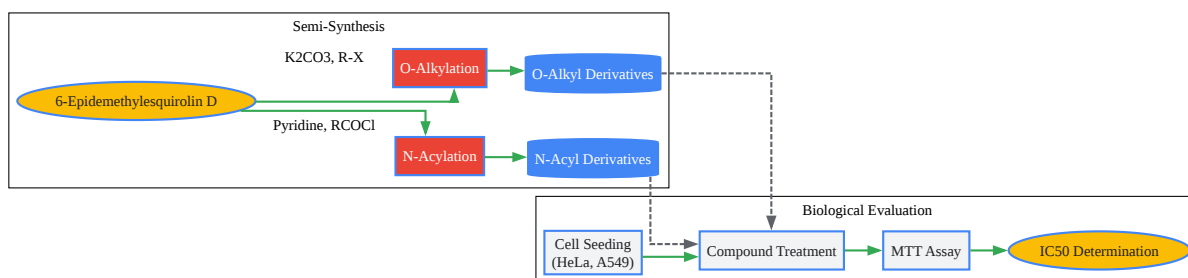 Semi-Synthesis
K2CO3, R-X
O-Alkylation
O-Alkyl Derivatives
6-Epidemethylesquirolin D
Pyridine, RCOCl
N-Acylation
N-Acyl Derivatives
Biological Evaluation
Cell Seeding
(HeLa, A549)
Compound Treatment
MTT Assay
IC50 Determination